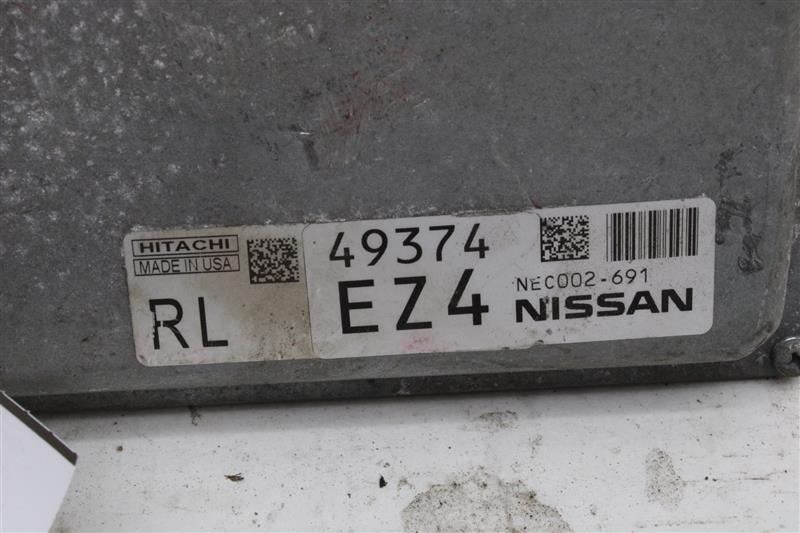 HITACHI
MADE IN USA
RL
49374
EZ4
NEC002-691
NISSAN